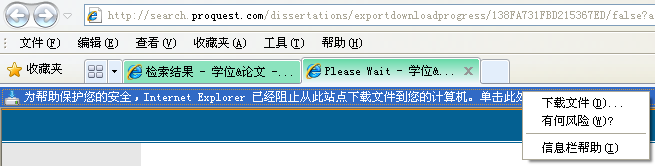 http://search.proquest.com/dissertations/exportdownloadprogress/138FA731FBD215367ED/false?a
文件(F) 编辑(E) 查看(V) 收藏夹(A) 工具(T) 帮助(H)
收藏夹 检索结果 - 学位&论文 -... Please Wait - 学位&...
为帮助保护您的安全，Internet Explorer 已经阻止从此站点下载文件到您的计算机。单击此处
下载文件(D)...
有何风险(W)?
信息栏帮助(I)